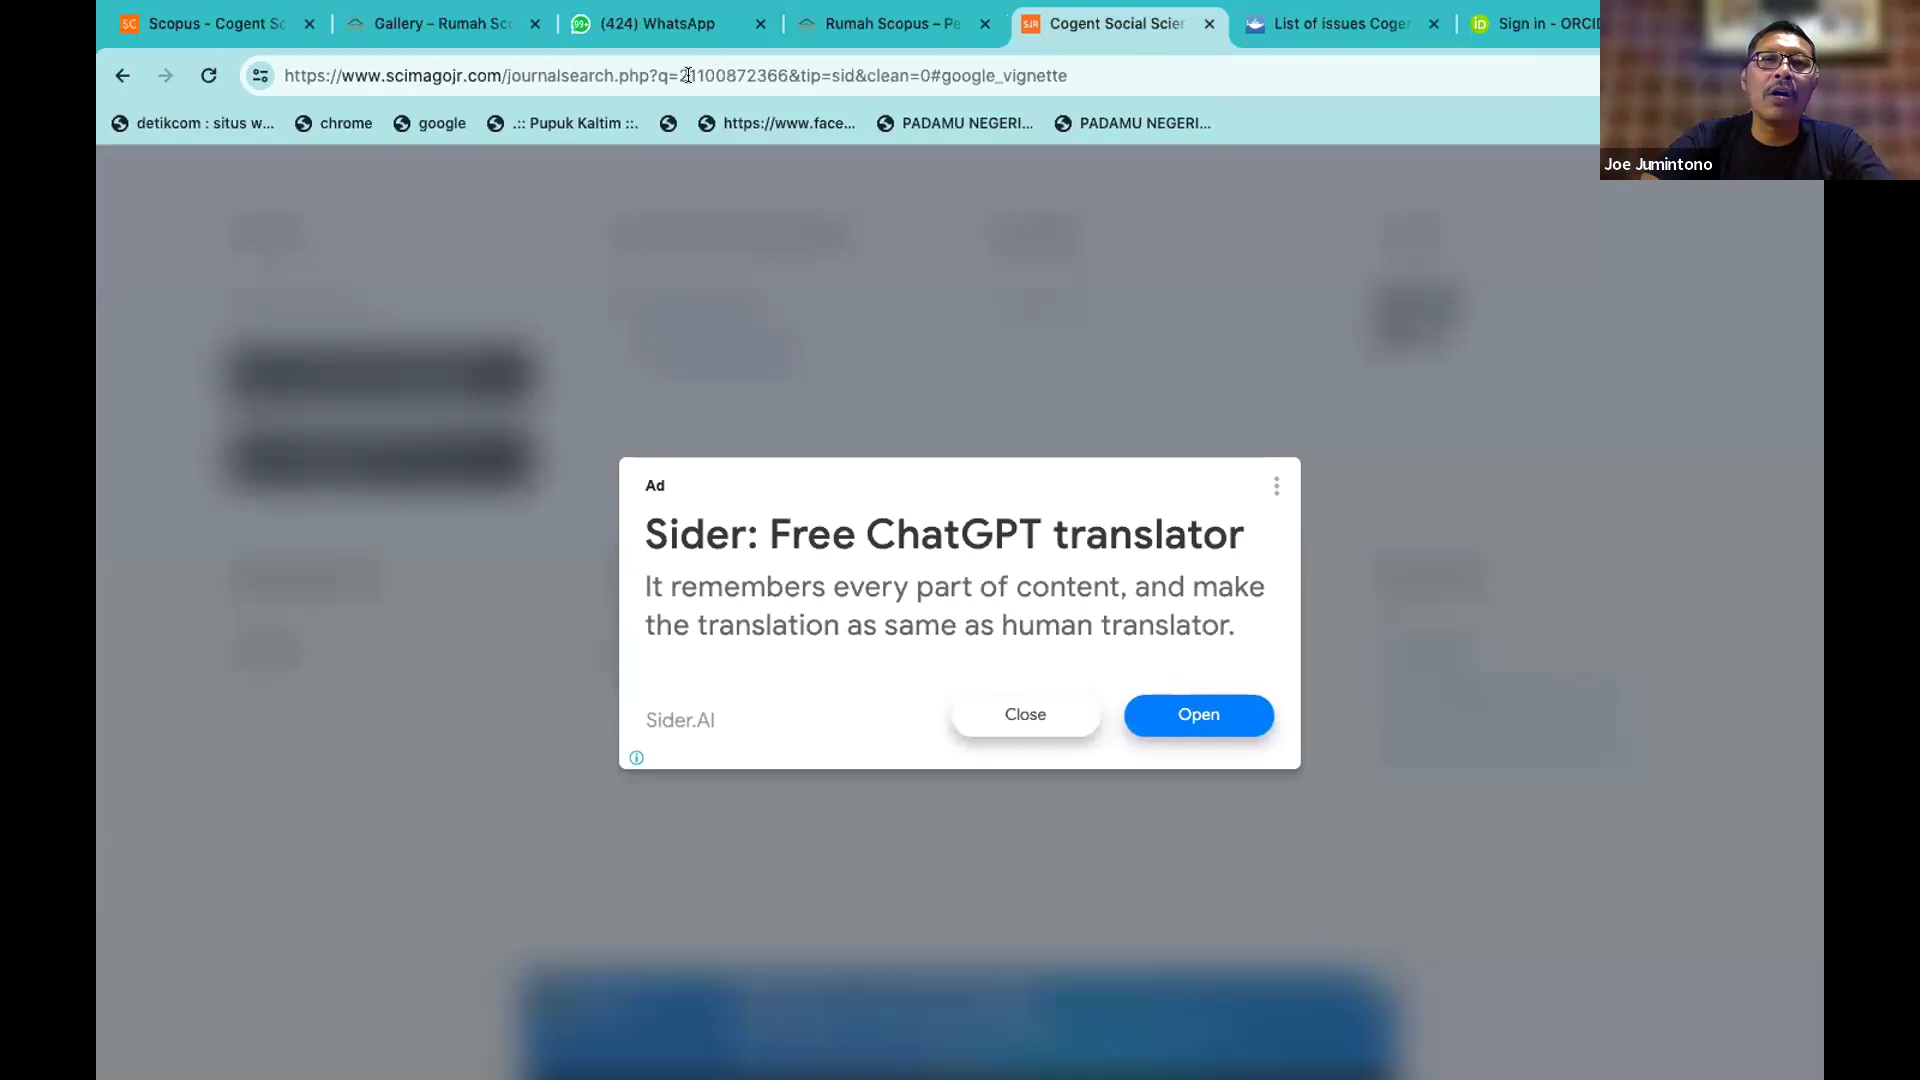 Scopus - Cogent Sc
Gallery – Rumah Sco
(424) WhatsApp
Rumah Scopus – Pe
Cogent Social Scier
List of issues Coger
Sign in - ORCID
https://www.scimagojr.com/journalsearch.php?q=21100872366&tip=sid&clean=0#google_vignette
detikcom : situs w...
chrome
google
.:: Pupuk Kaltim ::.
https://www.face...
PADAMU NEGERI...
PADAMU NEGERI...
Joe Jumintono
Ad
Sider: Free ChatGPT translator
It remembers every part of content, and make
the translation as same as human translator.
Sider.AI
Close
Open